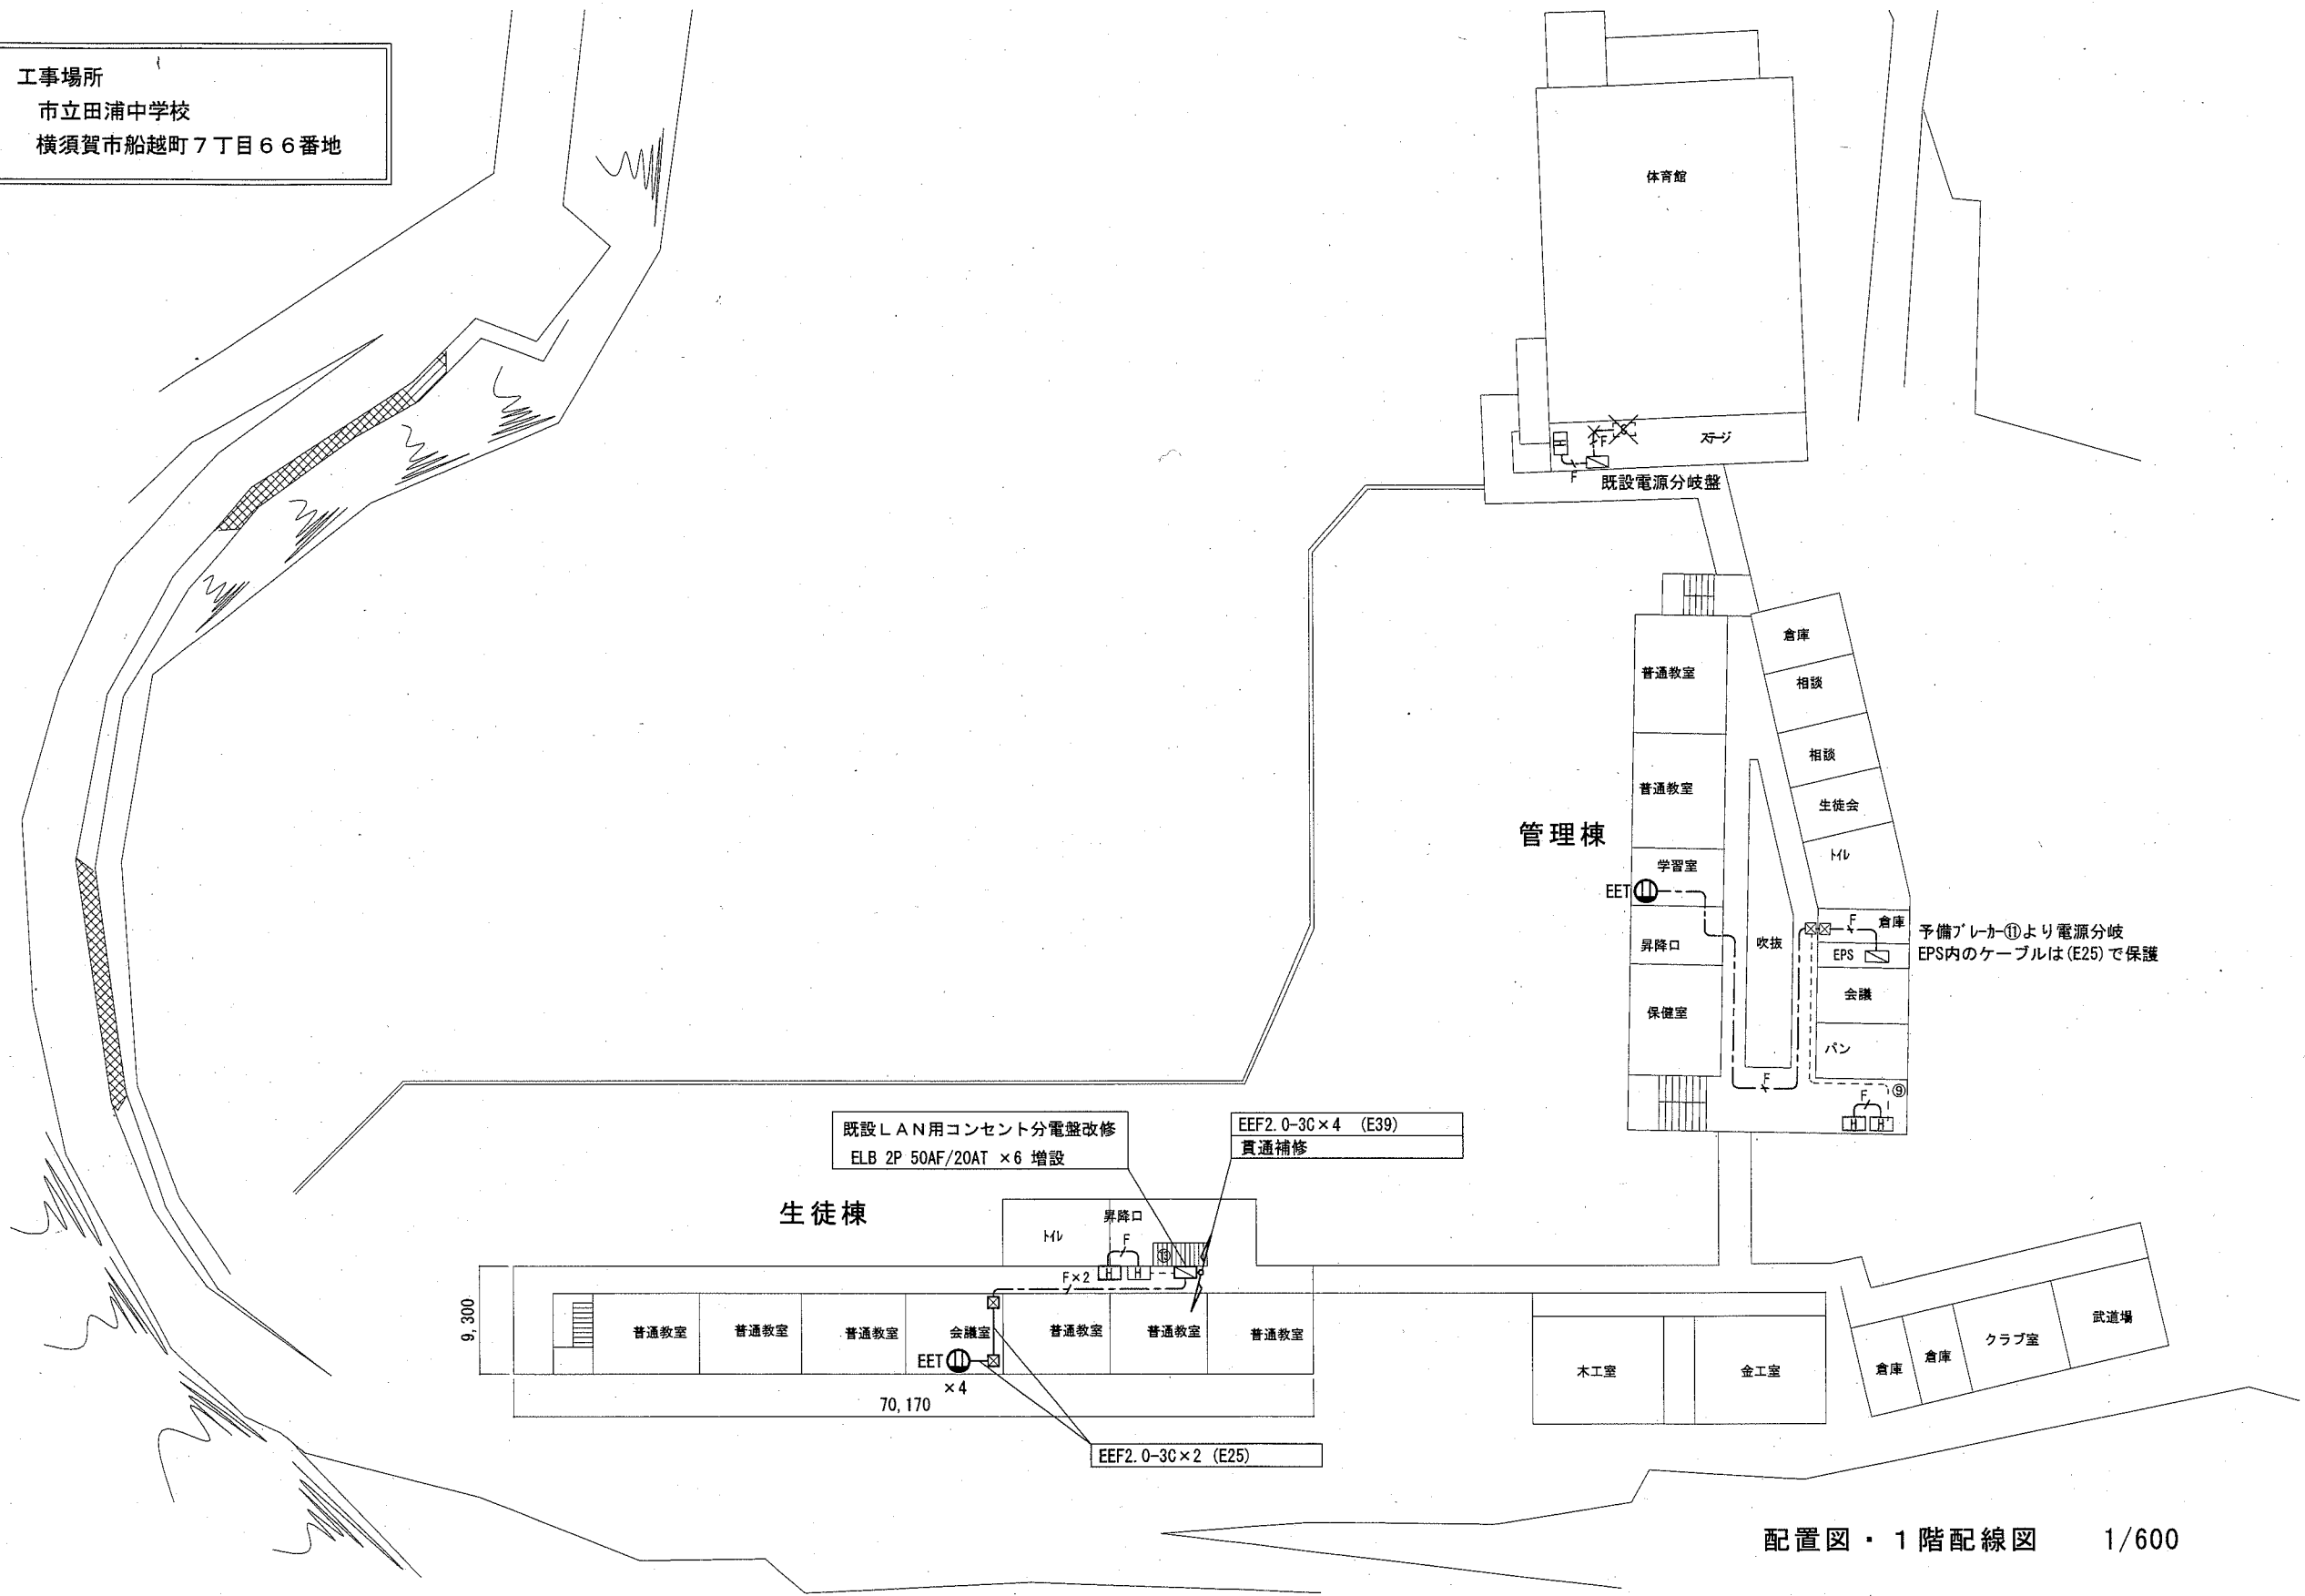 工事場所
市立田浦中学校
横須賀市船越町７丁目６６番地
体育館
ステージ
F
F
既設電源分岐盤
倉庫
相談
相談
生徒会
トイレ
普通教室
普通教室
管理棟
学習室
EET
昇降口
保健室
吹抜
F
倉庫
EPS
予備ブレーカー⑪より電源分岐
EPS内のケーブルは(E25)で保護
会議
パン
F
⑨
F
H
H
既設ＬＡＮ用コンセント分電盤改修
ELB 2P 50AF/20AT ×6 増設
EEF2.0-3C×4 (E39)
貫通補修
生徒棟
トイレ
昇降口
F
⑬
H
H
F×2
9,300
普通教室
普通教室
普通教室
会議室
普通教室
普通教室
普通教室
EET
×4
70,170
EEF2.0-3C×2 (E25)
木工室
金工室
倉庫
倉庫
クラブ室
武道場
配置図・１階配線図 1/600